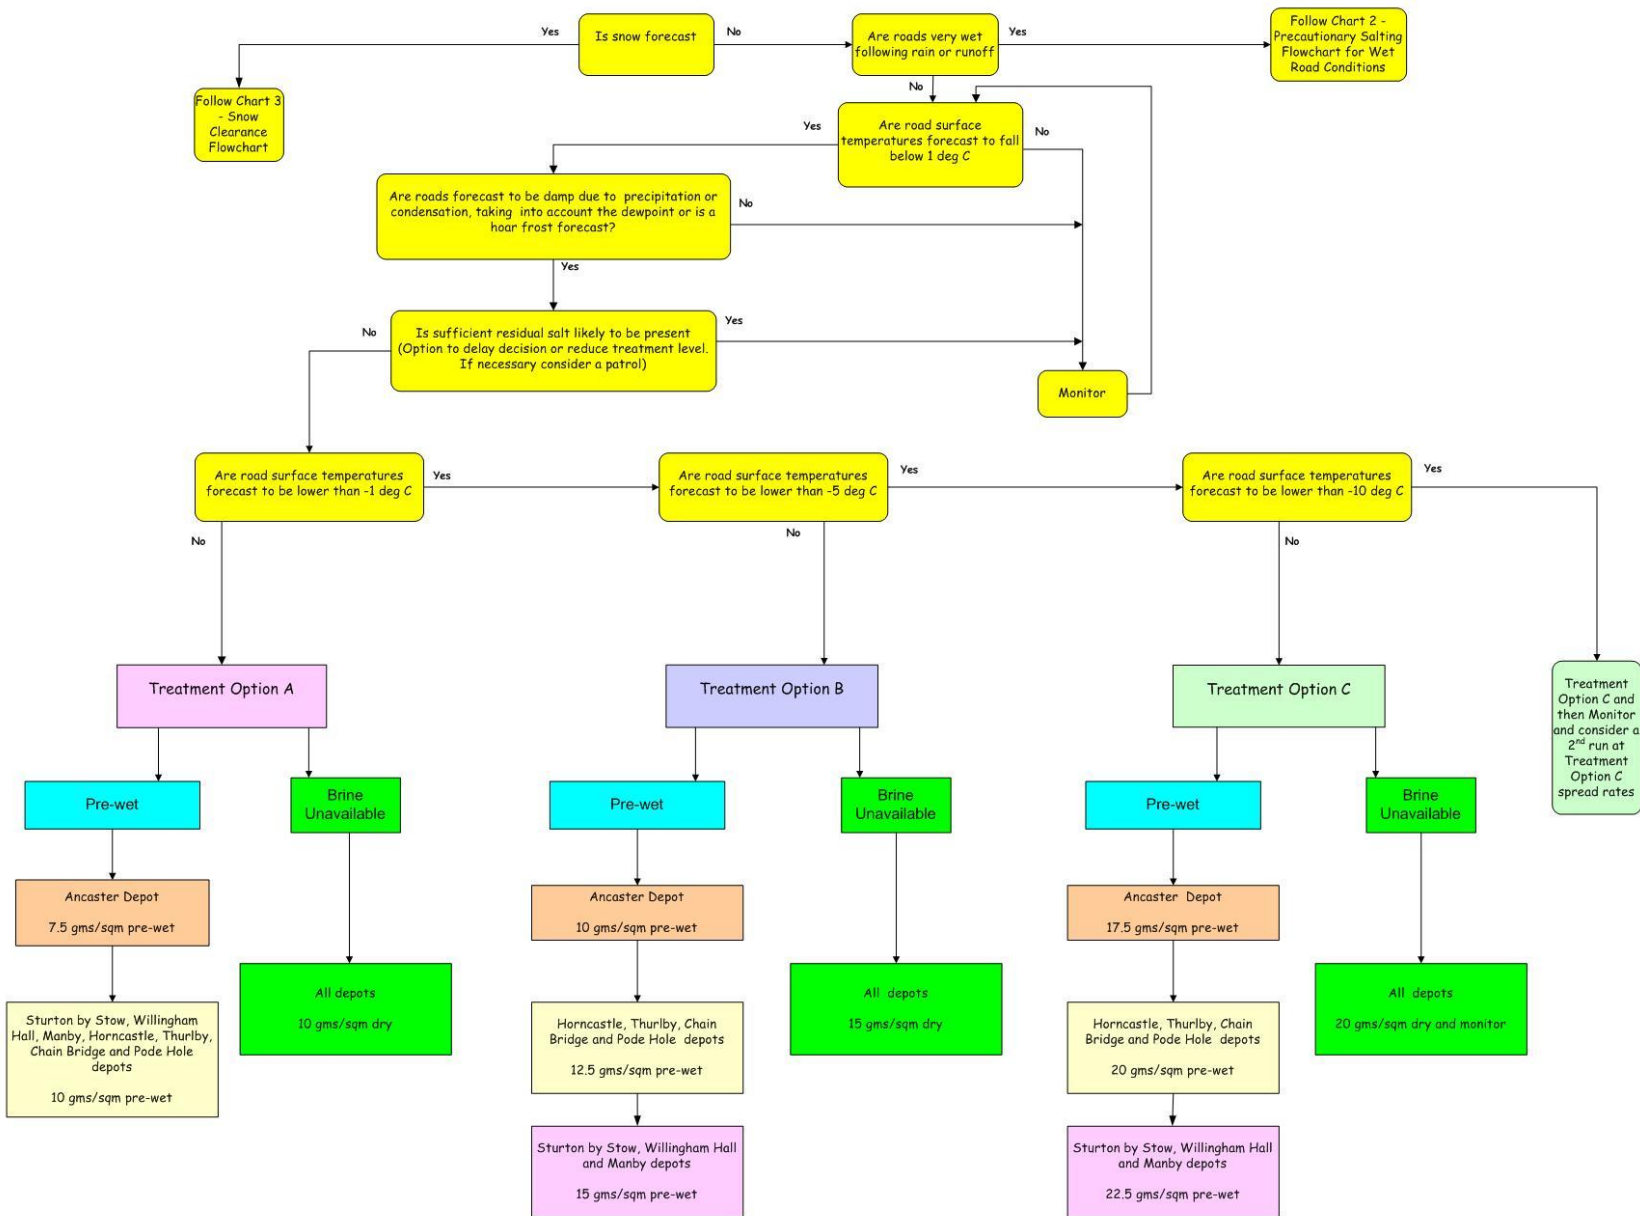 Yes
Is snow forecast
No
Are roads very wet
following rain or runoff
Yes
Follow Chart 2 -
Precautionary Salting
Flowchart for Wet
Road Conditions
Follow Chart 3
- Snow
Clearance
Flowchart
No
Yes
Are road surface
temperatures forecast to fall
below 1 deg C
No
Are roads forecast to be damp due to precipitation or
condensation, taking into account the dewpoint or is a
hoar frost forecast?
No
Yes
No
Is sufficient residual salt likely to be present
(Option to delay decision or reduce treatment level.
If necessary consider a patrol)
Yes
Monitor
Are road surface temperatures
forecast to be lower than -1 deg C
Yes
Are road surface temperatures
forecast to be lower than -5 deg C
Yes
Are road surface temperatures
forecast to be lower than -10 deg C
Yes
No
No
No
Treatment Option A
Treatment Option B
Treatment Option C
Treatment
Option C and
then Monitor
and consider a
2nd run at
Treatment
Option C
spread rates
Pre-wet
Brine
Unavailable
Pre-wet
Brine
Unavailable
Pre-wet
Brine
Unavailable
Ancaster Depot
7.5 gms/sqm pre-wet
Ancaster Depot
10 gms/sqm pre-wet
Ancaster Depot
17.5 gms/sqm pre-wet
Sturton by Stow, Willingham
Hall, Manby, Horncastle, Thurlby,
Chain Bridge and Pode Hole
depots
10 gms/sqm pre-wet
All depots
10 gms/sqm dry
Horncastle, Thurlby, Chain
Bridge and Pode Hole depots
12.5 gms/sqm pre-wet
All depots
15 gms/sqm dry
Horncastle, Thurlby, Chain
Bridge and Pode Hole depots
20 gms/sqm pre-wet
All depots
20 gms/sqm dry and monitor
Sturton by Stow, Willingham Hall
and Manby depots
15 gms/sqm pre-wet
Sturton by Stow, Willingham Hall
and Manby depots
22.5 gms/sqm pre-wet